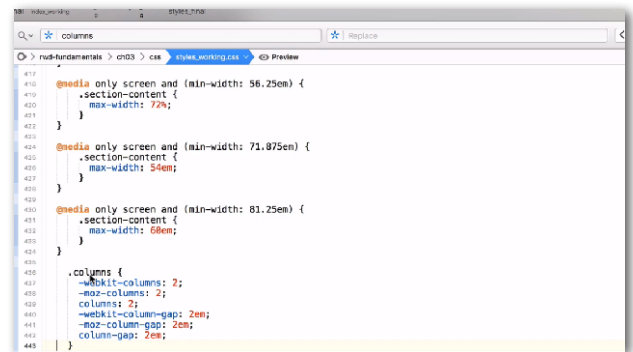 index_working styles_final
columns Replace
rwd-fundamentals > ch03 > css styles_working.css Preview
417
418 @media only screen and (min-width: 56.25em) {
419 .section-content {
420 max-width: 72%;
421 }
422 }
423
424 @media only screen and (min-width: 71.875em) {
425 .section-content {
426 max-width: 54em;
427 }
428 }
429
430 @media only screen and (min-width: 81.25em) {
431 .section-content {
432 max-width: 60em;
433 }
434 }
435
436 .columns {
437 -webkit-columns: 2;
438 -moz-columns: 2;
439 columns: 2;
440 -webkit-column-gap: 2em;
441 -moz-column-gap: 2em;
442 column-gap: 2em;
443 }